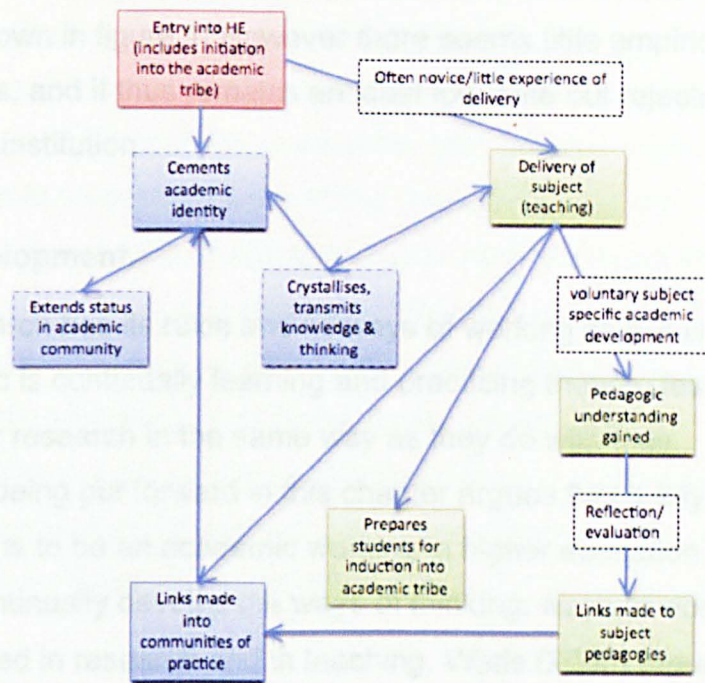 Entry into HE
(includes initiation
into the academic
tribe)
Often novice/little experience of
delivery
Cements
academic
identity
Delivery of
subject
(teaching)
Extends status
in academic
community
Crystallises,
transmits
knowledge &
thinking
voluntary subject
specific academic
development
Pedagogic
understanding
gained
Prepares
students for
induction into
academic tribe
Reflection/
evaluation
Links made
into
communities of
practice
Links made to
subject
pedagogies